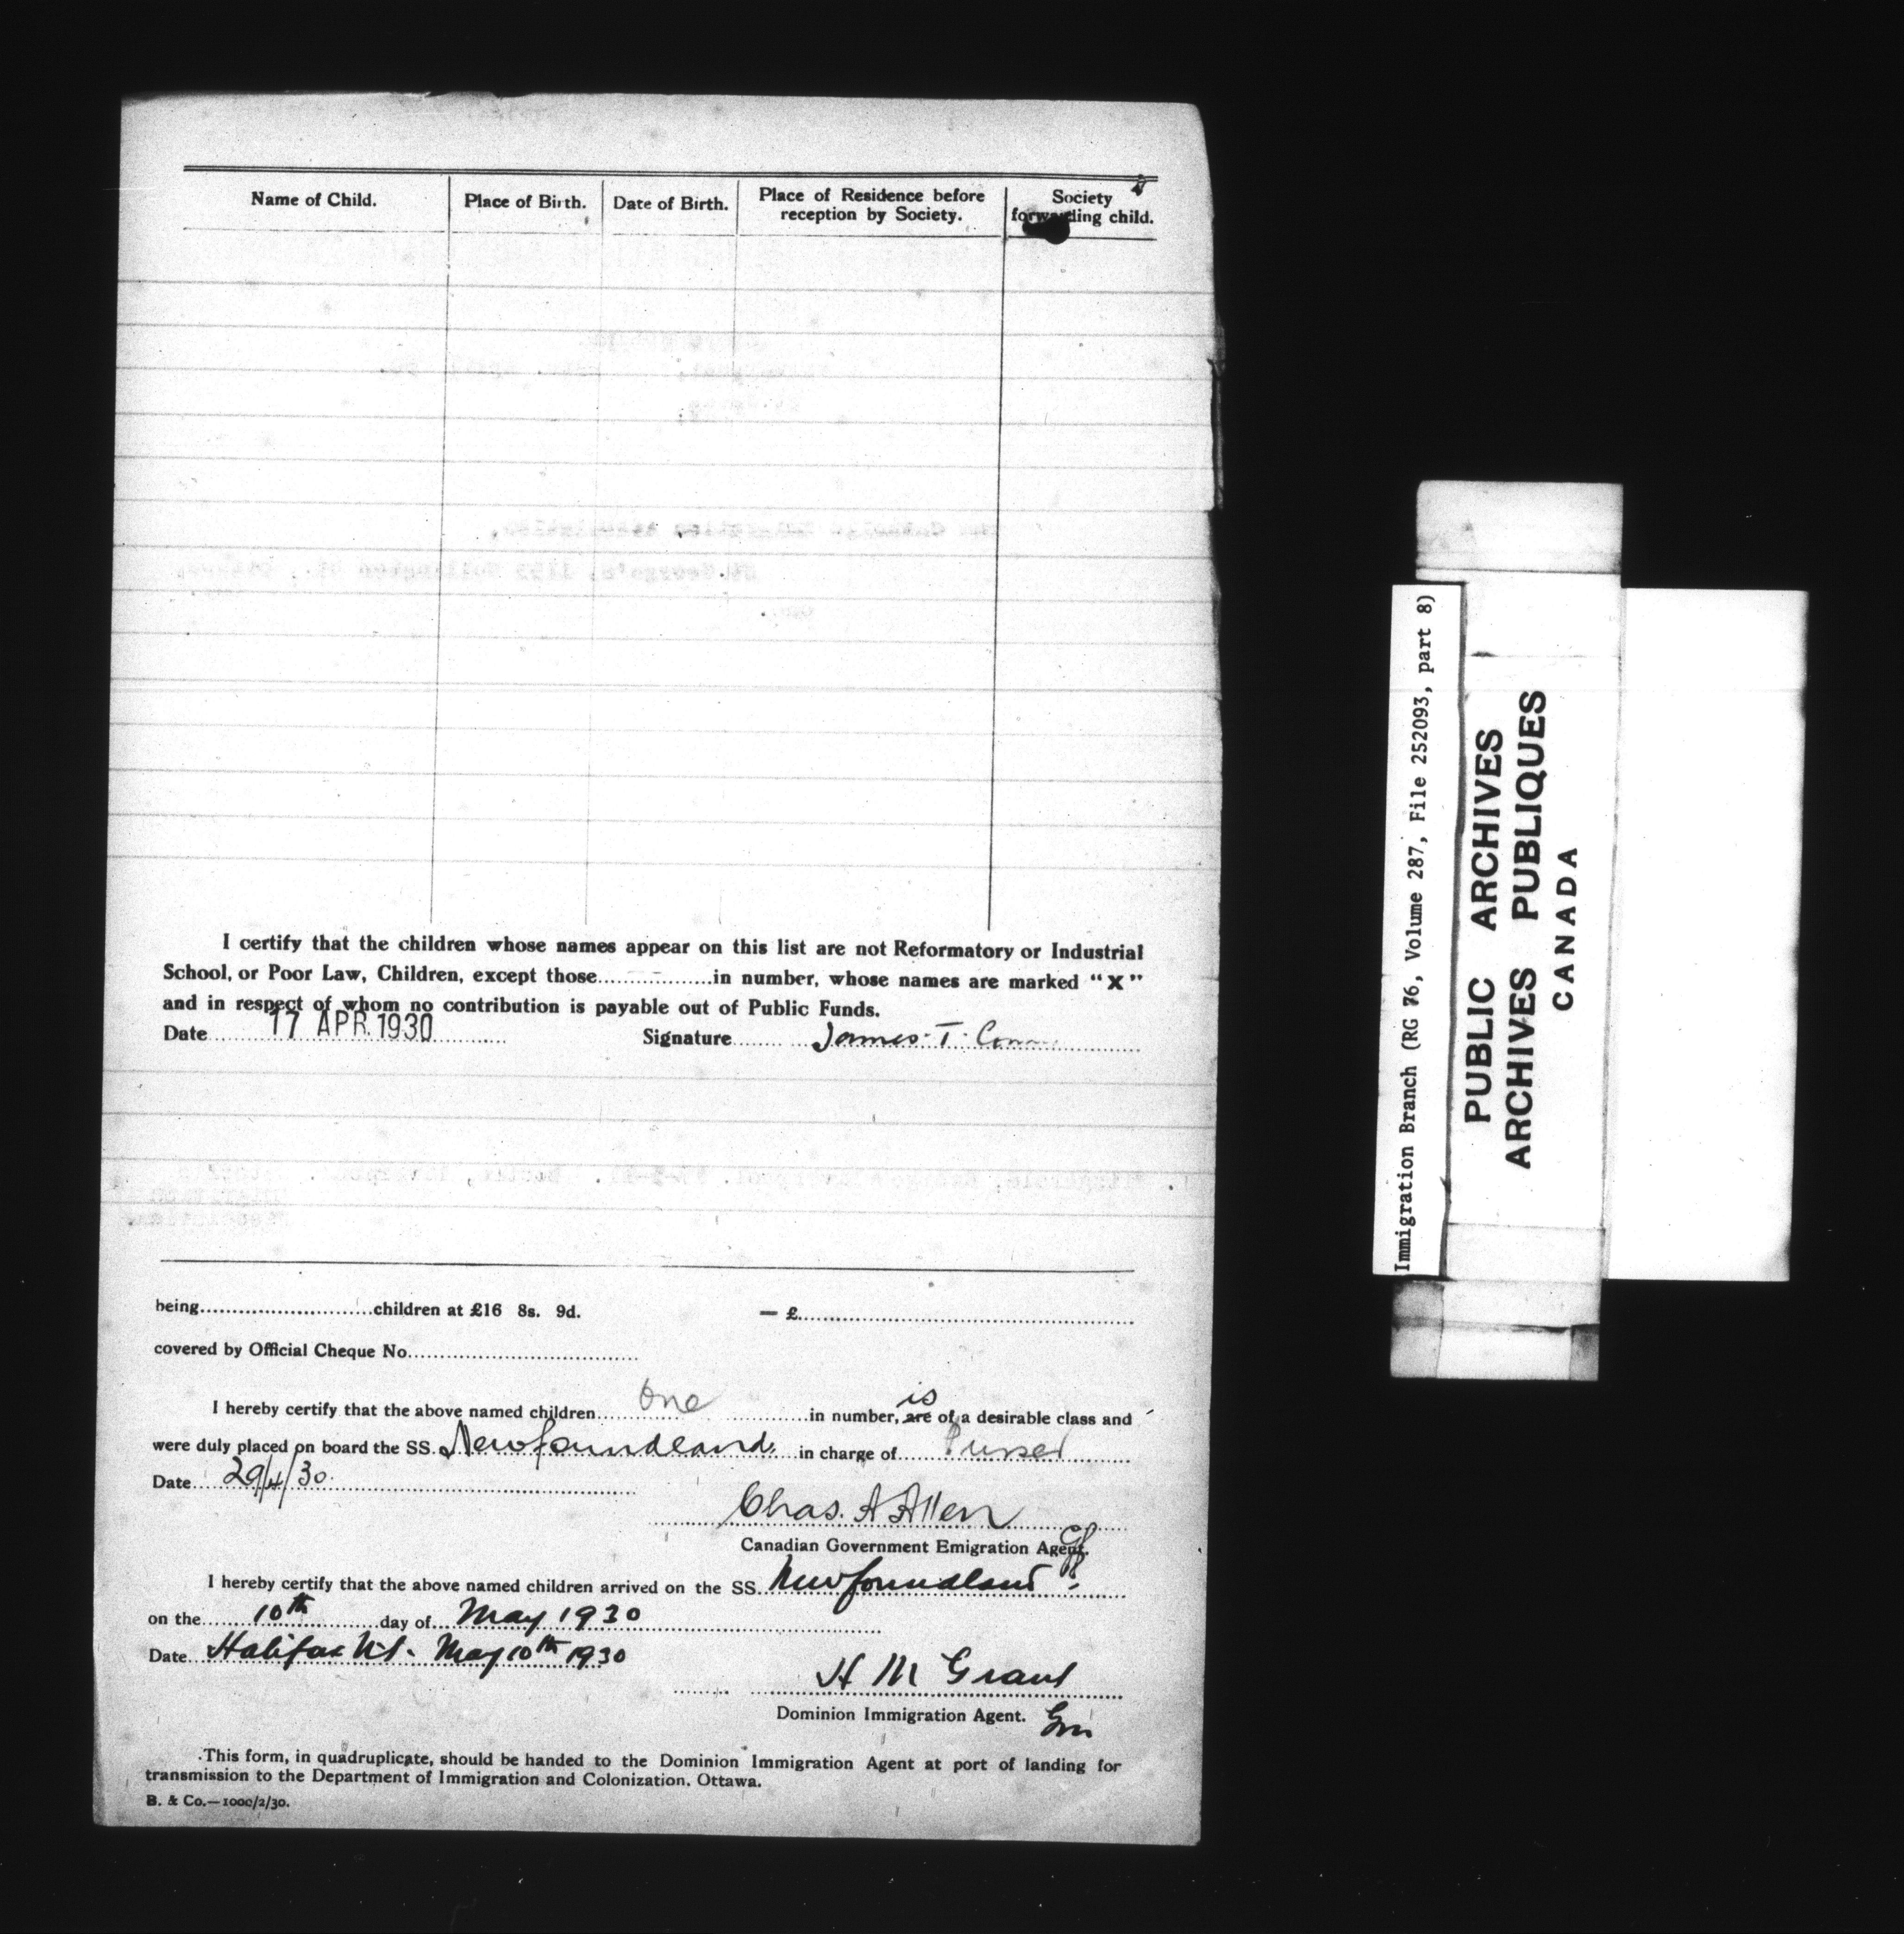 Name of Child. Place of Birth. Date of Birth. Place of Residence before reception by Society. Society forwarding child.
I certify that the children whose names appear on this list are not Reformatory or Industrial
School, or Poor Law, Children, except those.................in number, whose names are marked "X"
and in respect of whom no contribution is payable out of Public Funds.
Date 17 APR. 1930 Signature James T.
being...........................children at £16 8s. 9d. — £
covered by Official Cheque No.
I hereby certify that the above named children One in number, is are of a desirable class and
were duly placed on board the SS. Newfoundland in charge of Purser
Date 29/4/30
Chas. A Allen
Canadian Government Emigration Agent.
I hereby certify that the above named children arrived on the SS. Newfoundland
on the 10th day of May 1930
Date Halifax N.S. May 10th 1930
H M Grant
Dominion Immigration Agent.
This form, in quadruplicate, should be handed to the Dominion Immigration Agent at port of landing for
transmission to the Department of Immigration and Colonization, Ottawa.
B. & Co.—1000/2/30.
Immigration Branch (RG 76, Volume 287, File 252093, part 8)
PUBLIC ARCHIVES
ARCHIVES PUBLIQUES
CANADA